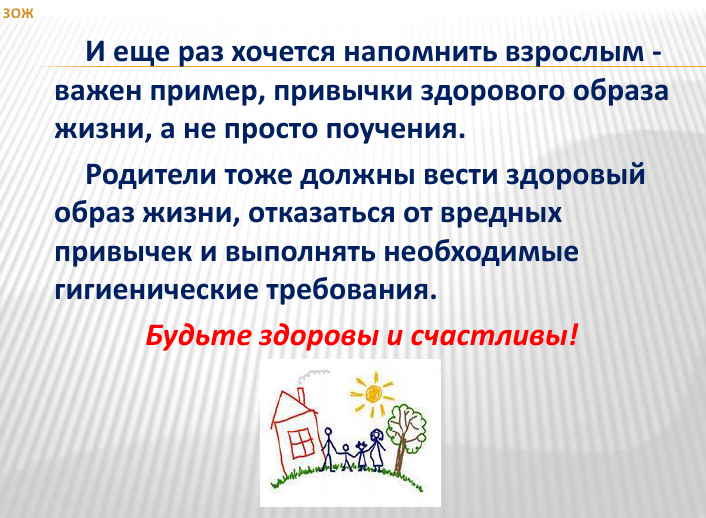 ЗОЖ
И еще раз хочется напомнить взрослым -
важен пример, привычки здорового образа
жизни, а не просто поучения.
Родители тоже должны вести здоровый
образ жизни, отказаться от вредных
привычек и выполнять необходимые
гигиенические требования.
Будьте здоровы и счастливы!